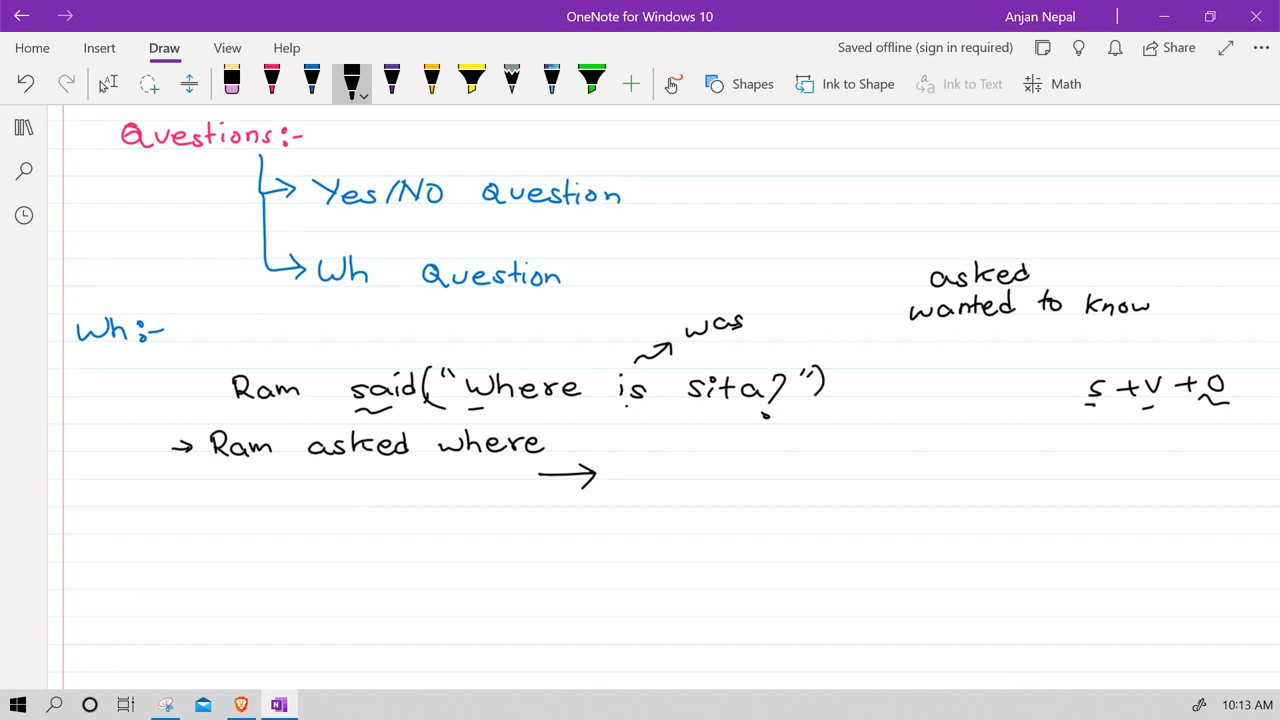 OneNote for Windows 10
Anjan Nepal
Home Insert Draw View Help
Saved offline (sign in required)
Share
Shapes
Ink to Shape
Ink to Text
Math
Questions:-
Yes/NO Question
Wh Question
asked
wanted to know
Wh:-
was
Ram said("Where is sita?")
S+V+O
→ Ram asked where
→
10:13 AM